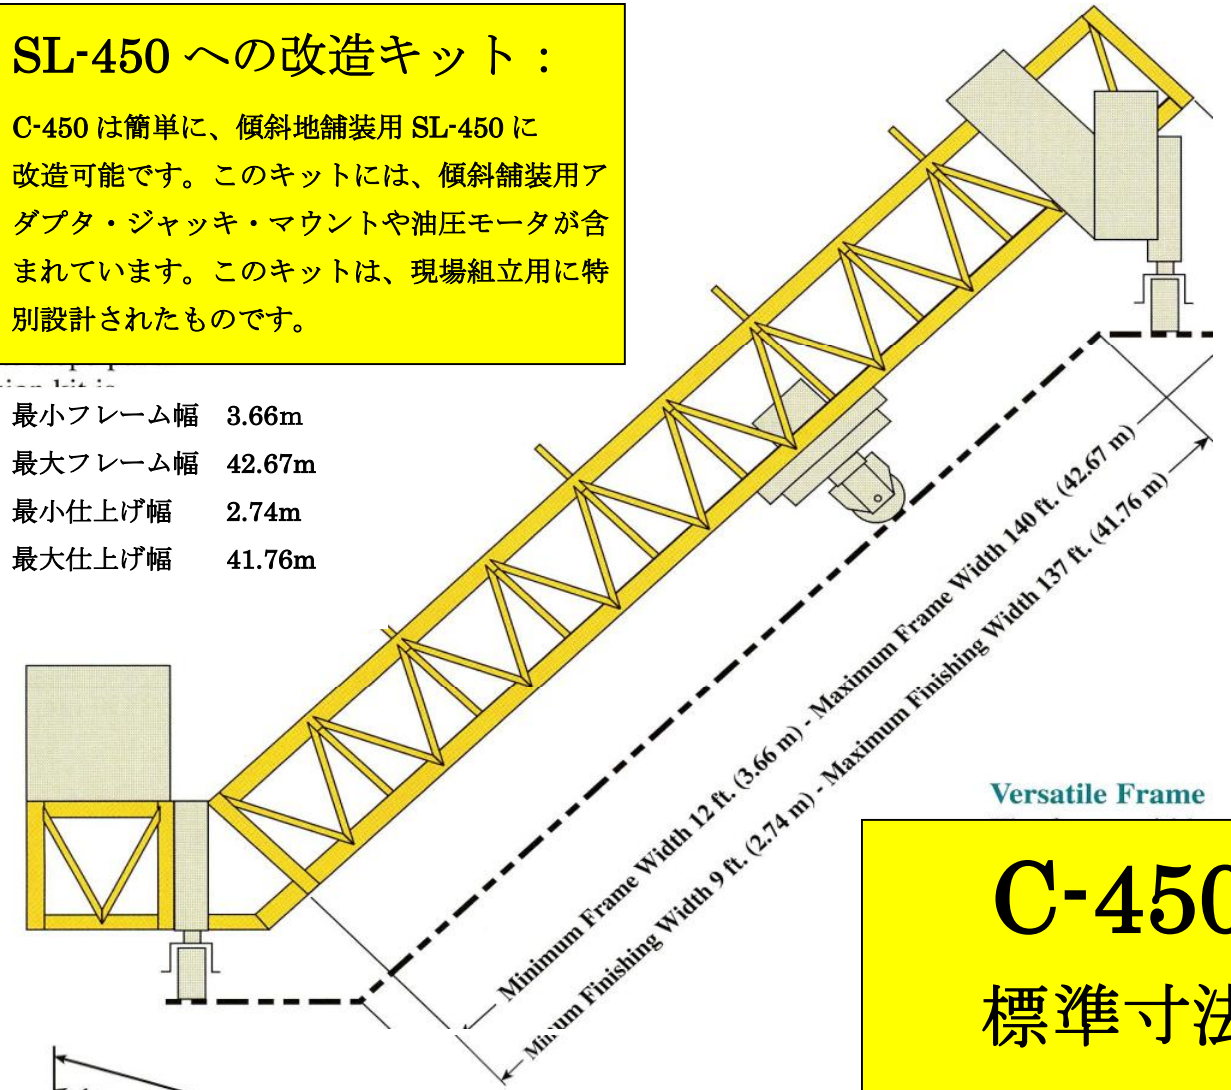 SL-450 への改造キット：
C-450 は簡単に、傾斜地舗装用 SL-450 に
改造可能です。このキットには、傾斜舗装用ア
ダプタ・ジャッキ・マウントや油圧モータが含
まれています。このキットは、現場組立用に特
別設計されたものです。
kit is
最小フレーム幅 3.66m
最大フレーム幅 42.67m
最小仕上げ幅 2.74m
最大仕上げ幅 41.76m
Minimum Frame Width 12 ft. (3.66 m) - Maximum Frame Width 140 ft. (42.67 m)
Finishing Width 9 ft. (2.74 m) - Maximum Finishing Width 137 ft. (41.76 m)
Versatile Frame
C-450
標準寸法